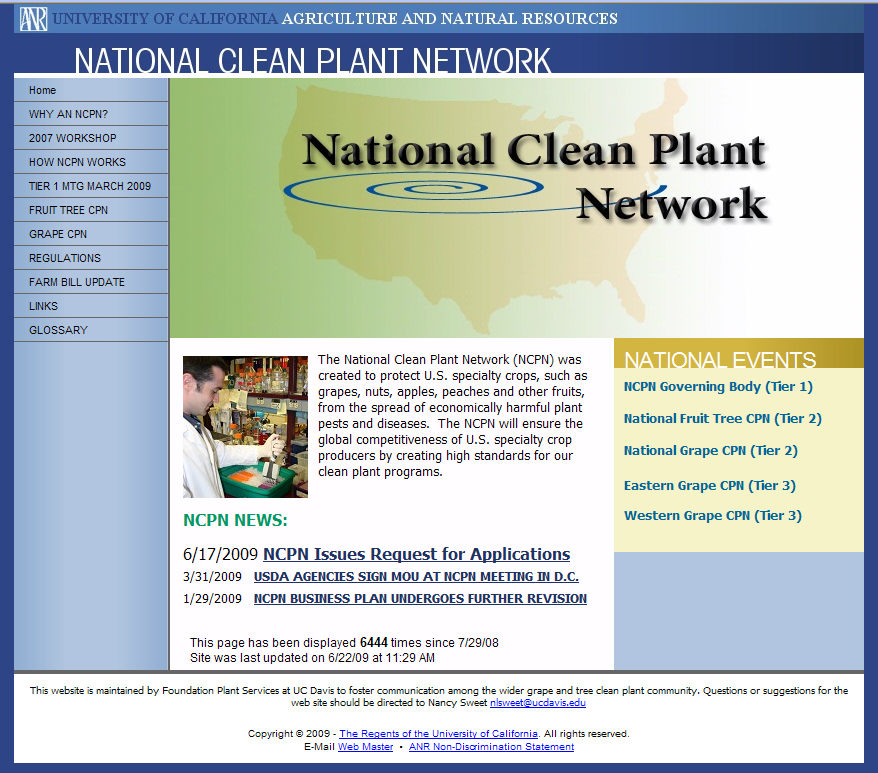 ANR UNIVERSITY OF CALIFORNIA AGRICULTURE AND NATURAL RESOURCES
NATIONAL CLEAN PLANT NETWORK
Home
WHY AN NCPN?
2007 WORKSHOP
HOW NCPN WORKS
TIER 1 MTG MARCH 2009
FRUIT TREE CPN
GRAPE CPN
REGULATIONS
FARM BILL UPDATE
LINKS
GLOSSARY
National Clean Plant
Network
The National Clean Plant Network (NCPN) was
created to protect U.S. specialty crops, such as
grapes, nuts, apples, peaches and other fruits,
from the spread of economically harmful plant
pests and diseases.  The NCPN will ensure the
global competitiveness of U.S. specialty crop
producers by creating high standards for our
clean plant programs.
NCPN NEWS:
6/17/2009 NCPN Issues Request for Applications
3/31/2009 USDA AGENCIES SIGN MOU AT NCPN MEETING IN D.C.
1/29/2009 NCPN BUSINESS PLAN UNDERGOES FURTHER REVISION
This page has been displayed 6444 times since 7/29/08
Site was last updated on 6/22/09 at 11:29 AM
NATIONAL EVENTS
NCPN Governing Body (Tier 1)
National Fruit Tree CPN (Tier 2)
National Grape CPN (Tier 2)
Eastern Grape CPN (Tier 3)
Western Grape CPN (Tier 3)
This website is maintained by Foundation Plant Services at UC Davis to foster communication among the wider grape and tree clean plant community. Questions or suggestions for the
web site should be directed to Nancy Sweet nlsweet@ucdavis.edu
Copyright © 2009 - The Regents of the University of California. All rights reserved.
E-Mail Web Master • ANR Non-Discrimination Statement